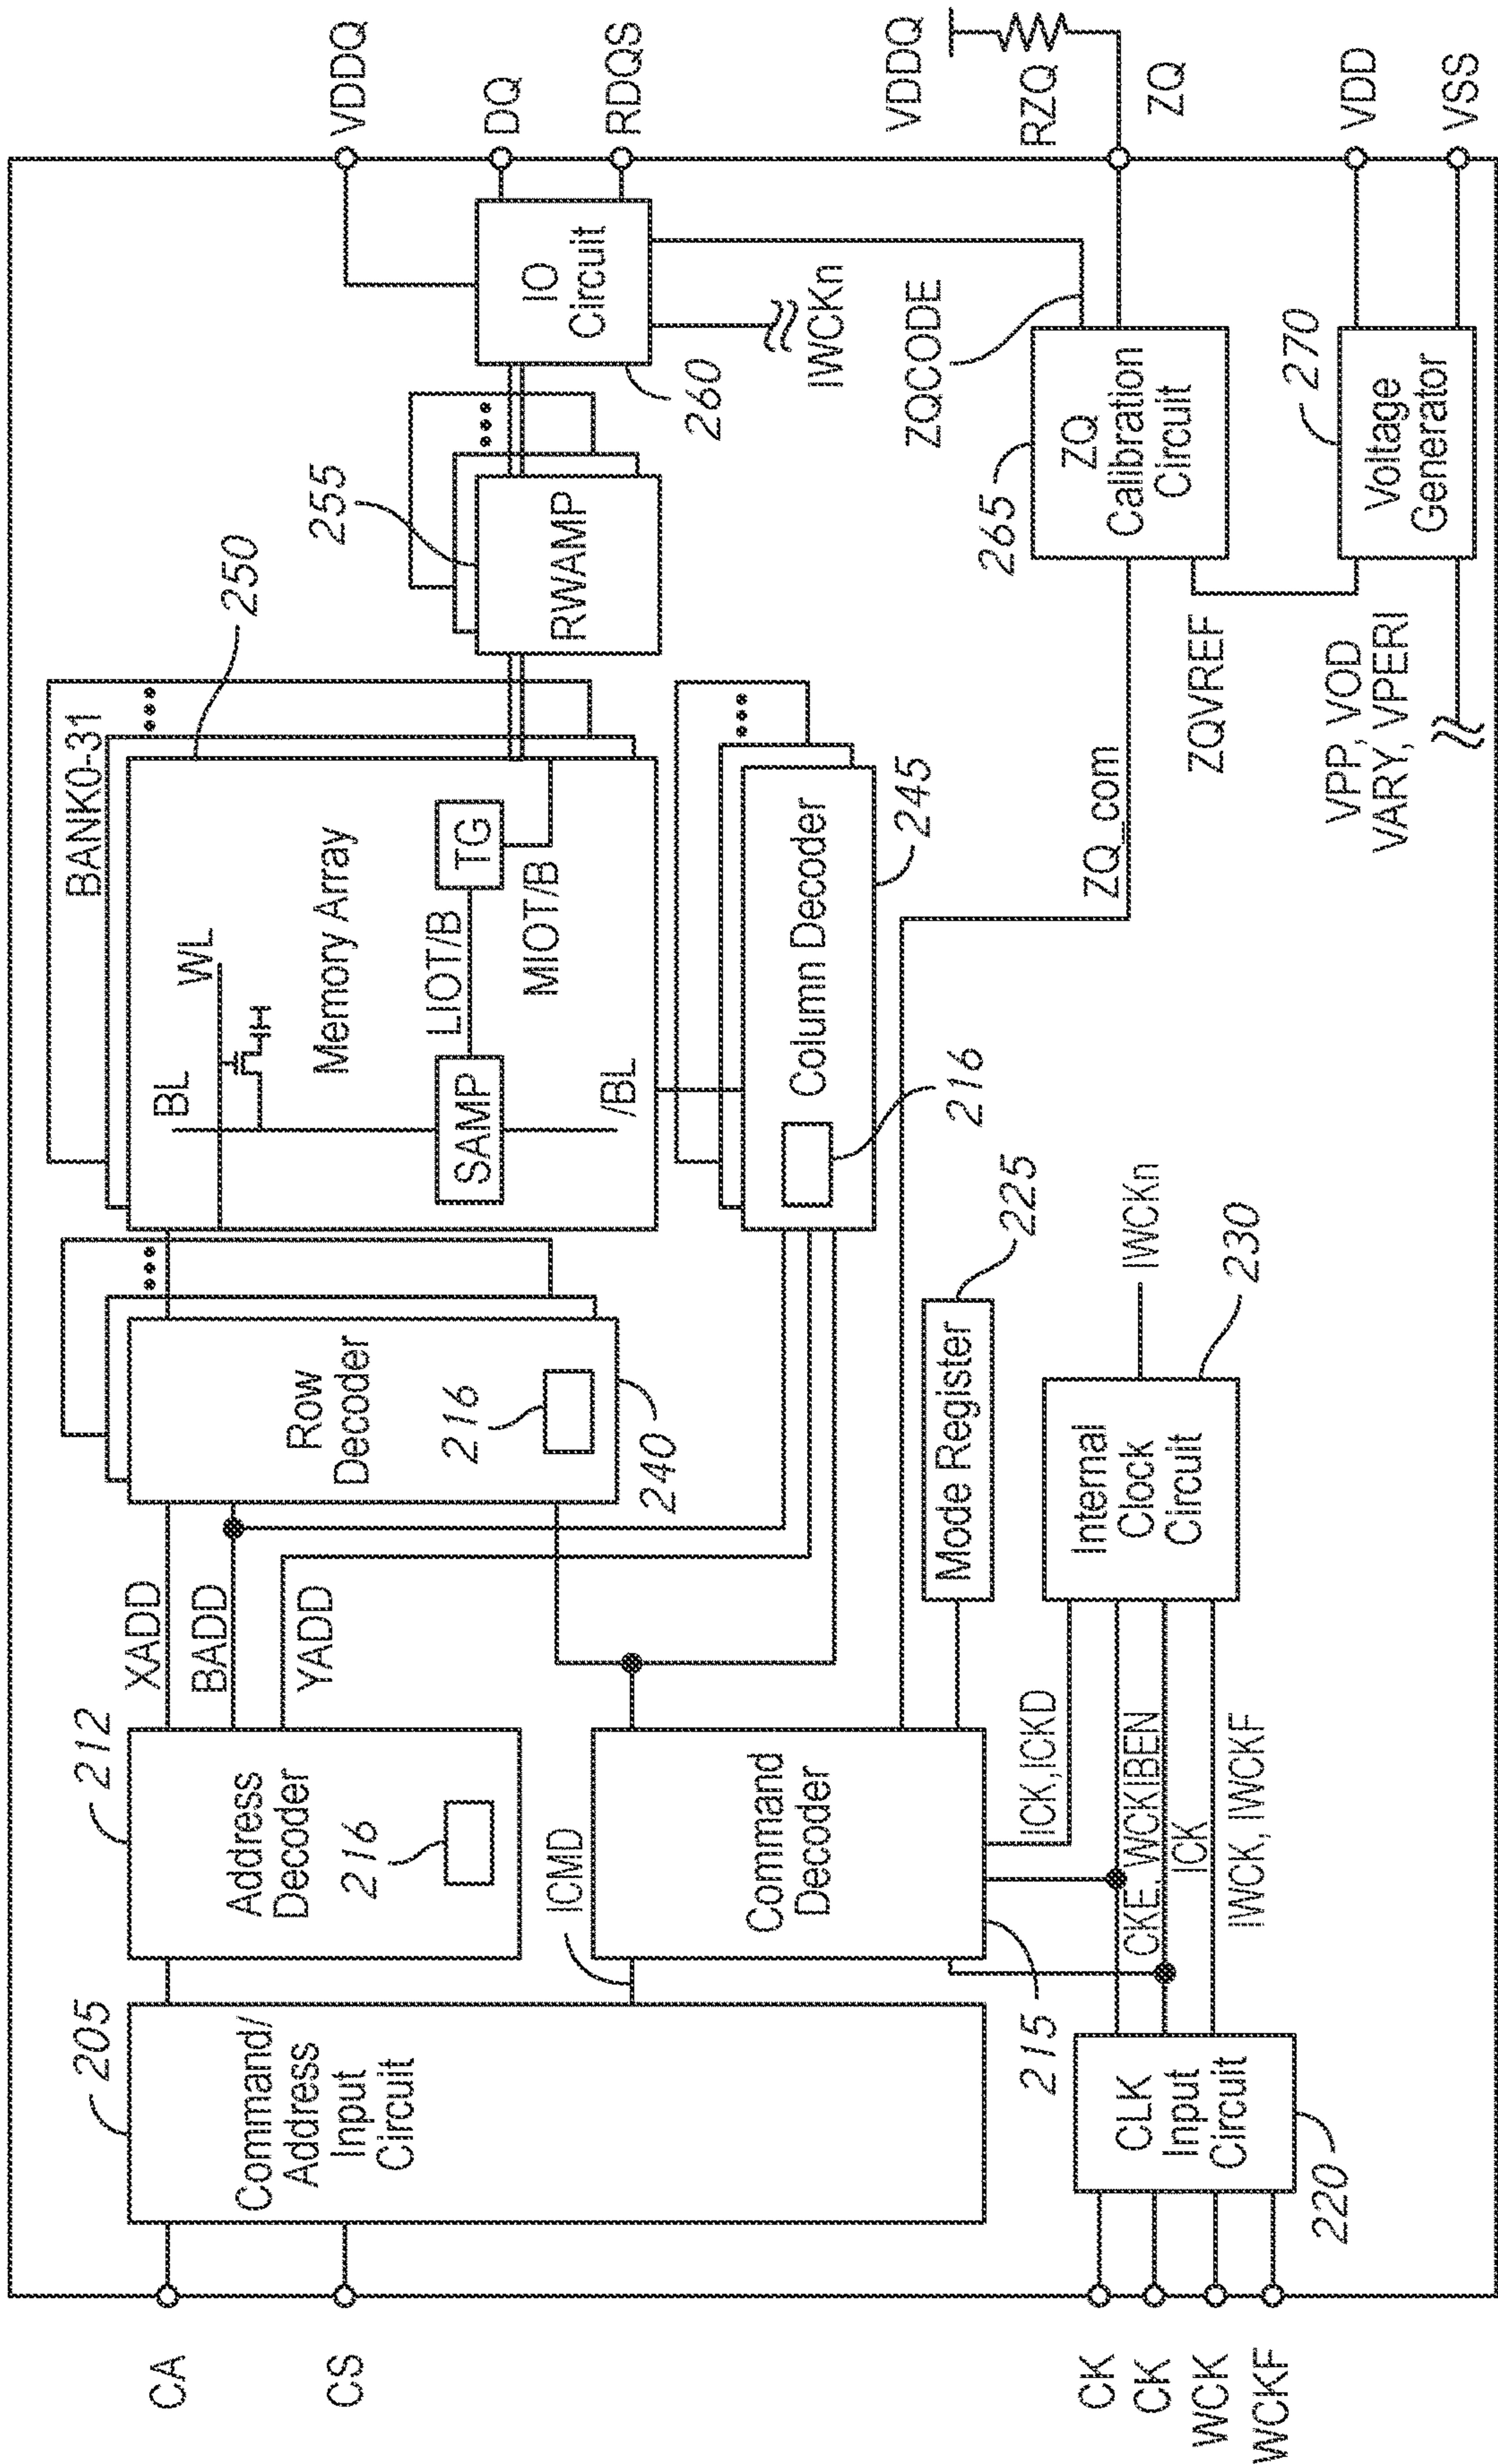 CA
CS
CK
CK
WCK
WCKF
205
Command/
Address
Input
Circuit
212
Address
Decoder
216
XADD
BADD
YADD
ICMD
Command
Decoder
215
CLK
Input
Circuit
220
ICK,ICKD
CKE, WCKIBEN
ICK
IWCK, IWCKF
Internal
Clock
Circuit
230
IWCKn
Mode Register
225
Row
Decoder
216
240
BANK0-31
250
BL
WL
Memory Array
SAMP
LIOT/B
TG
MIOT/B
/BL
Column Decoder
216
245
255
RWAMP
IO
Circuit
260
IWCKn
ZQCODE
ZQ_com
265
ZQ
Calibration
Circuit
ZQVREF
270
Voltage
Generator
VPP, VOD
VARY, VPERI
VDDQ
DQ
RDQS
VDDQ
RZQ
ZQ
VDD
VSS